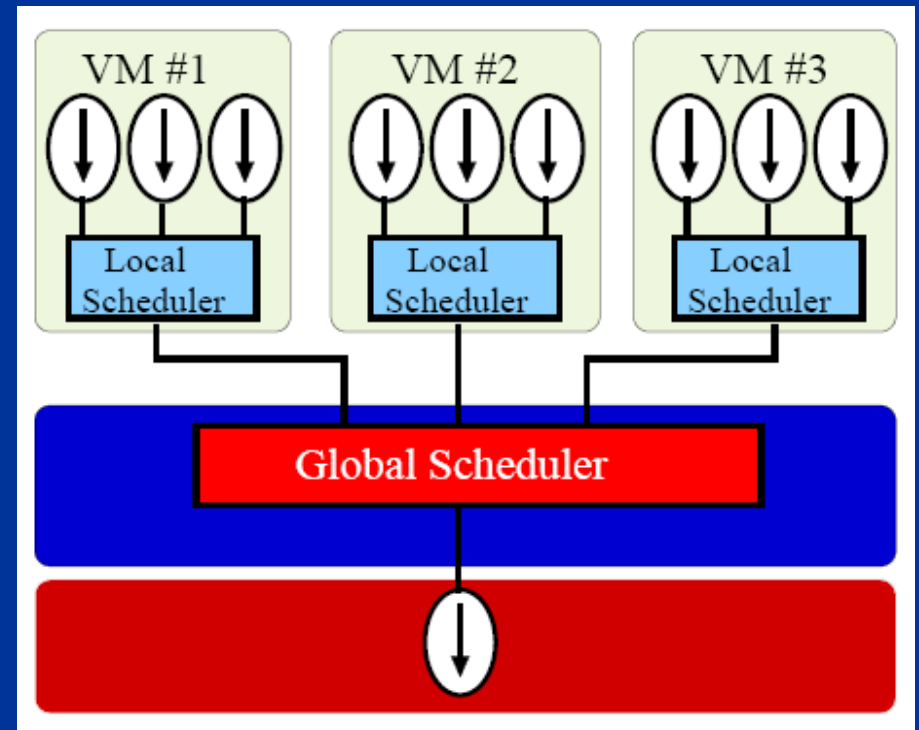 VM #1
VM #2
VM #3
Local
Scheduler
Local
Scheduler
Local
Scheduler
Global Scheduler